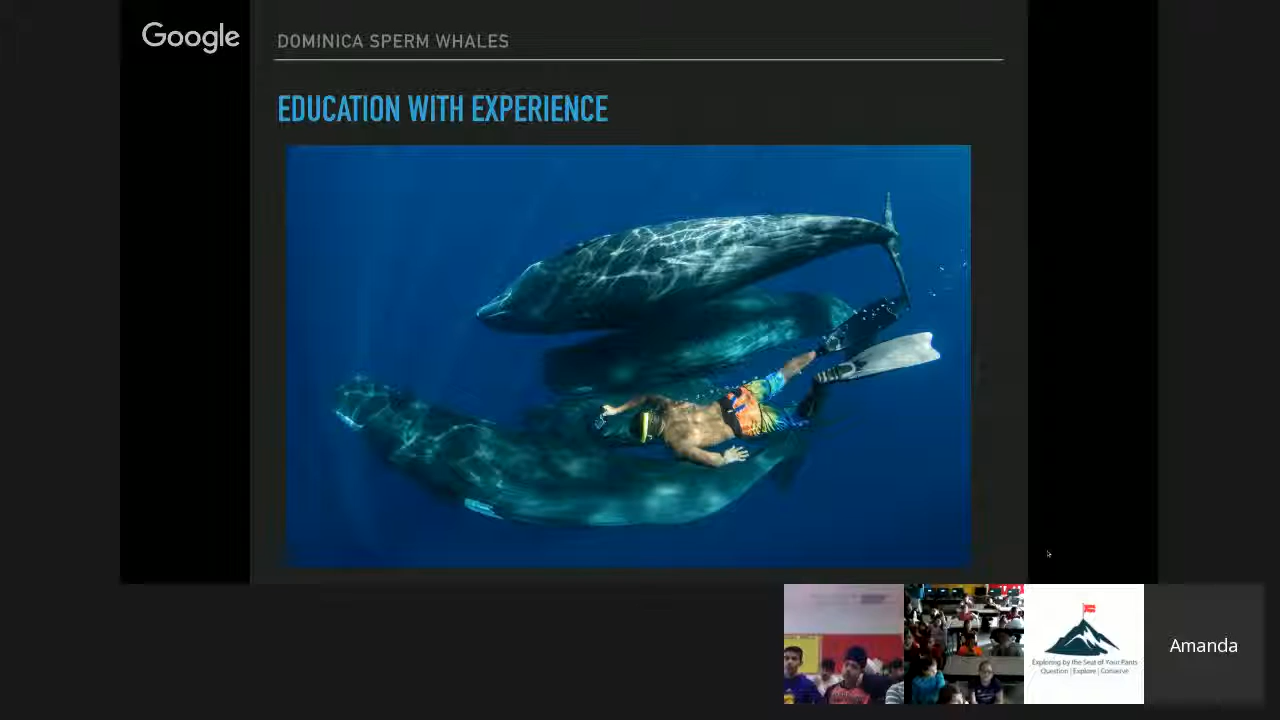 Google
DOMINICA SPERM WHALES
EDUCATION WITH EXPERIENCE
Exploring by the Seat of Your Pants
Question | Explore | Conserve
Amanda